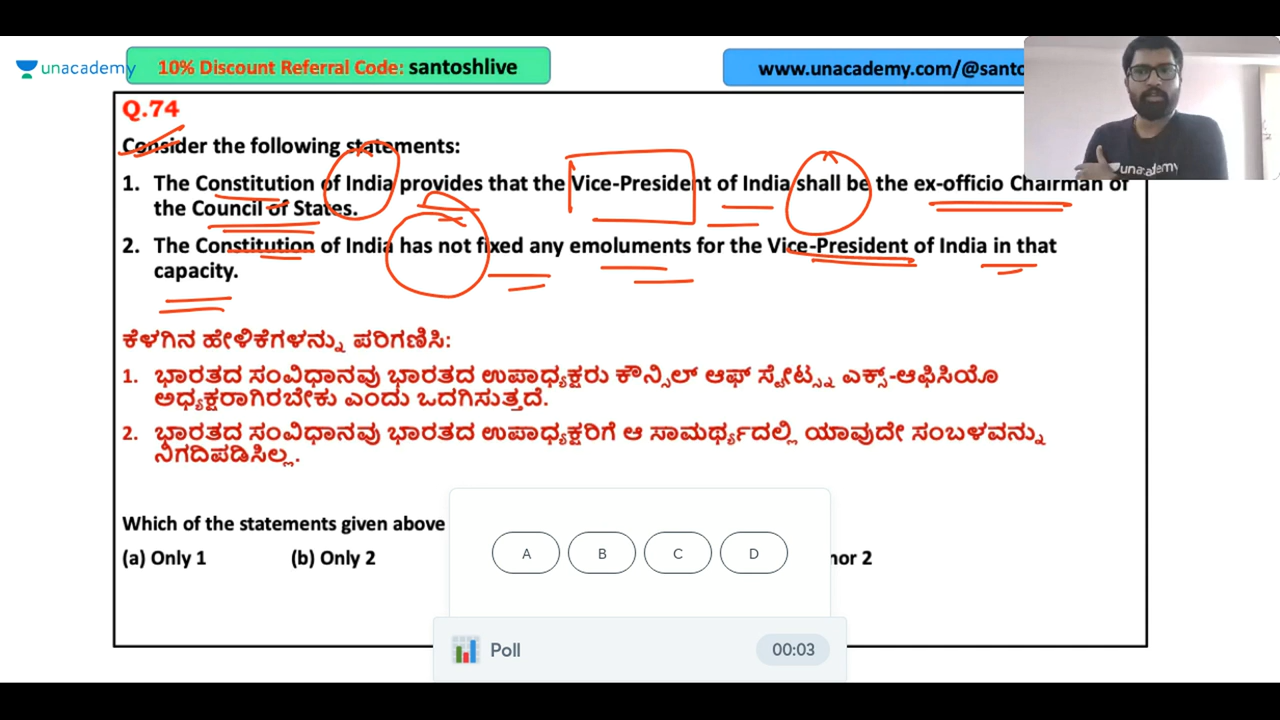 unacademy
10% Discount Referral Code: santoshlive
www.unacademy.com/@santo
unacademy
Q.74
Consider the following statements:
1. The Constitution of India provides that the Vice-President of India shall be the ex-officio Chairman of
the Council of States.
2. The Constitution of India has not fixed any emoluments for the Vice-President of India in that
capacity.
ಕೆಳಗಿನ ಹೇಳಿಕೆಗಳನ್ನು ಪರಿಗಣಿಸಿ:
1. ಭಾರತದ ಸಂವಿಧಾನವು ಭಾರತದ ಉಪಾಧ್ಯಕ್ಷರು ಕೌನ್ಸಿಲ್ ಆಫ್ ಸ್ಟೇಟ್ಸ್ನ ಎಕ್ಸ್-ಆಫಿಸಿಯೊ
ಅಧ್ಯಕ್ಷರಾಗಿರಬೇಕು ಎಂದು ಒದಗಿಸುತ್ತದೆ.
2. ಭಾರತದ ಸಂವಿಧಾನವು ಭಾರತದ ಉಪಾಧ್ಯಕ್ಷರಿಗೆ ಆ ಸಾಮರ್ಥ್ಯದಲ್ಲಿ ಯಾವುದೇ ಸಂಬಳವನ್ನು
ನಿಗದಿಪಡಿಸಿಲ್ಲ.
Which of the statements given above
(a) Only 1 (b) Only 2 nor 2
A B C D
Poll 00:03